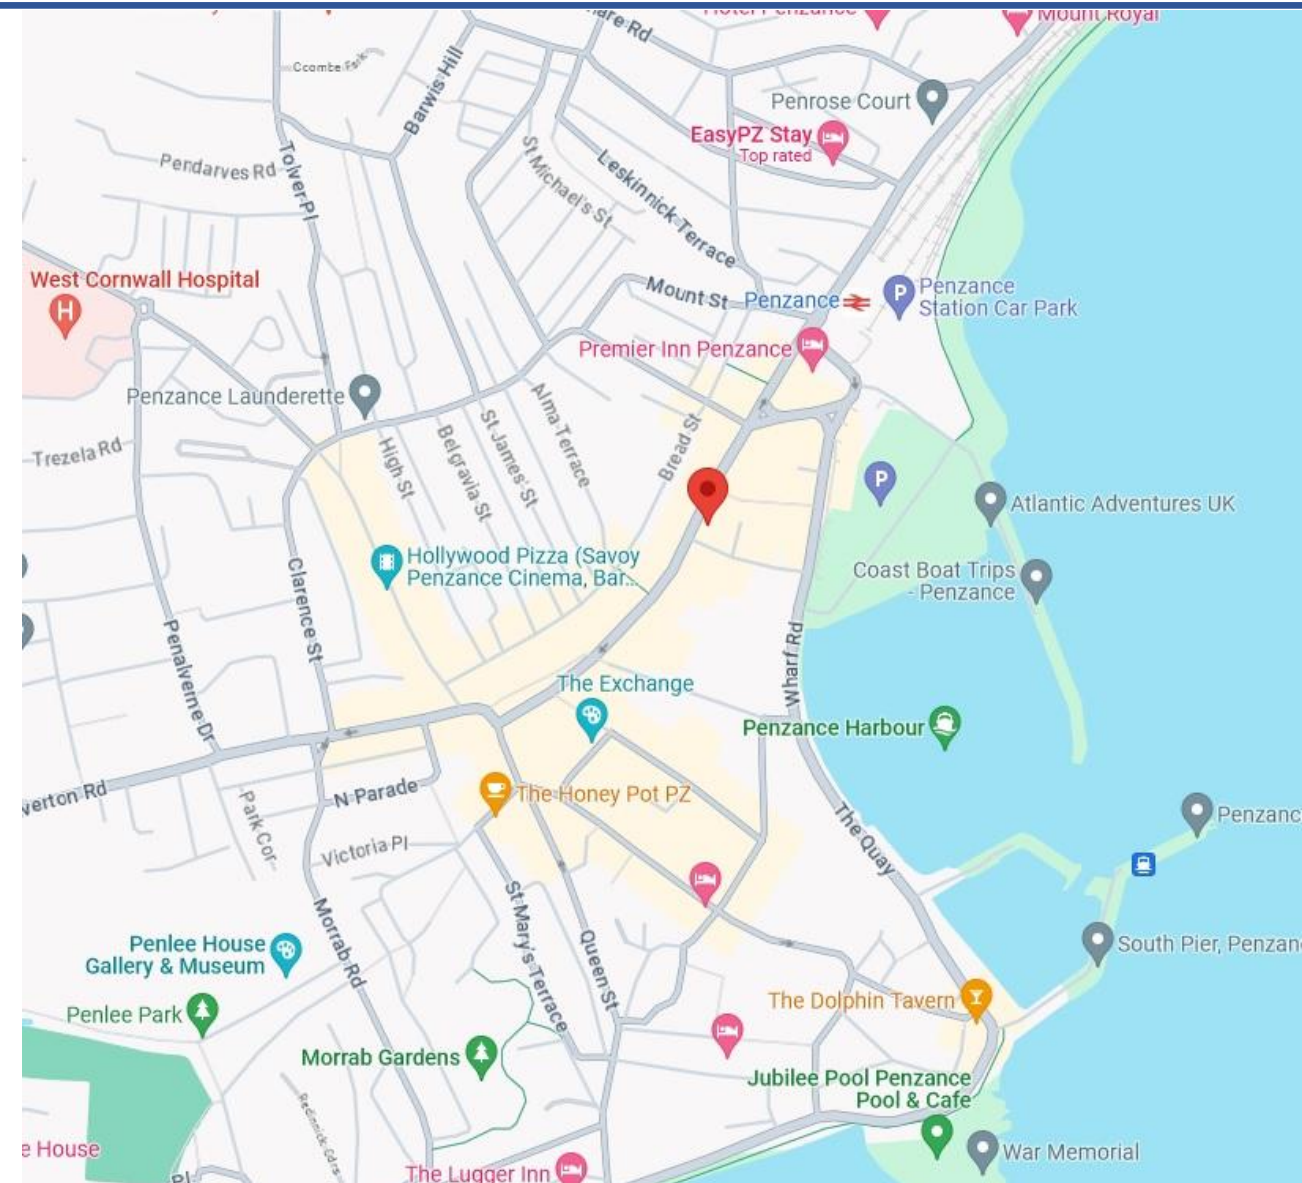 Hotel Penzance
Mount Royal
Coombe
Barwis Hill
Penrose Court
EasyPZ Stay
Top rated
Pendarves Rd
Tolver Pl
St Michael's St
Leskinnick Terrace
West Cornwall Hospital
H
Mount St
Penzance
P
Penzance
Station Car Park
Premier Inn Penzance
Penzance Launderette
Trezela Rd
High St
Belgravia St
St James' St
Alma Terrace
Bread St
P
Atlantic Adventures UK
Hollywood Pizza (Savoy
Penzance Cinema, Bar...
Coast Boat Trips
- Penzance
Clarence St
Penalverne Dr
Wharf Rd
The Exchange
Penzance Harbour
verton Rd
N Parade
The Honey Pot PZ
Park Cor
Victoria Pl
The Quay
Penzanc
St Mary's Terrace
Morrab Rd
Queen St
Penlee House
Gallery & Museum
South Pier, Penzan
Penlee Park
The Dolphin Tavern
Morrab Gardens
Jubilee Pool Penzance
Pool & Cafe
Redinnick Gdns
e House
War Memorial
The Lugger Inn